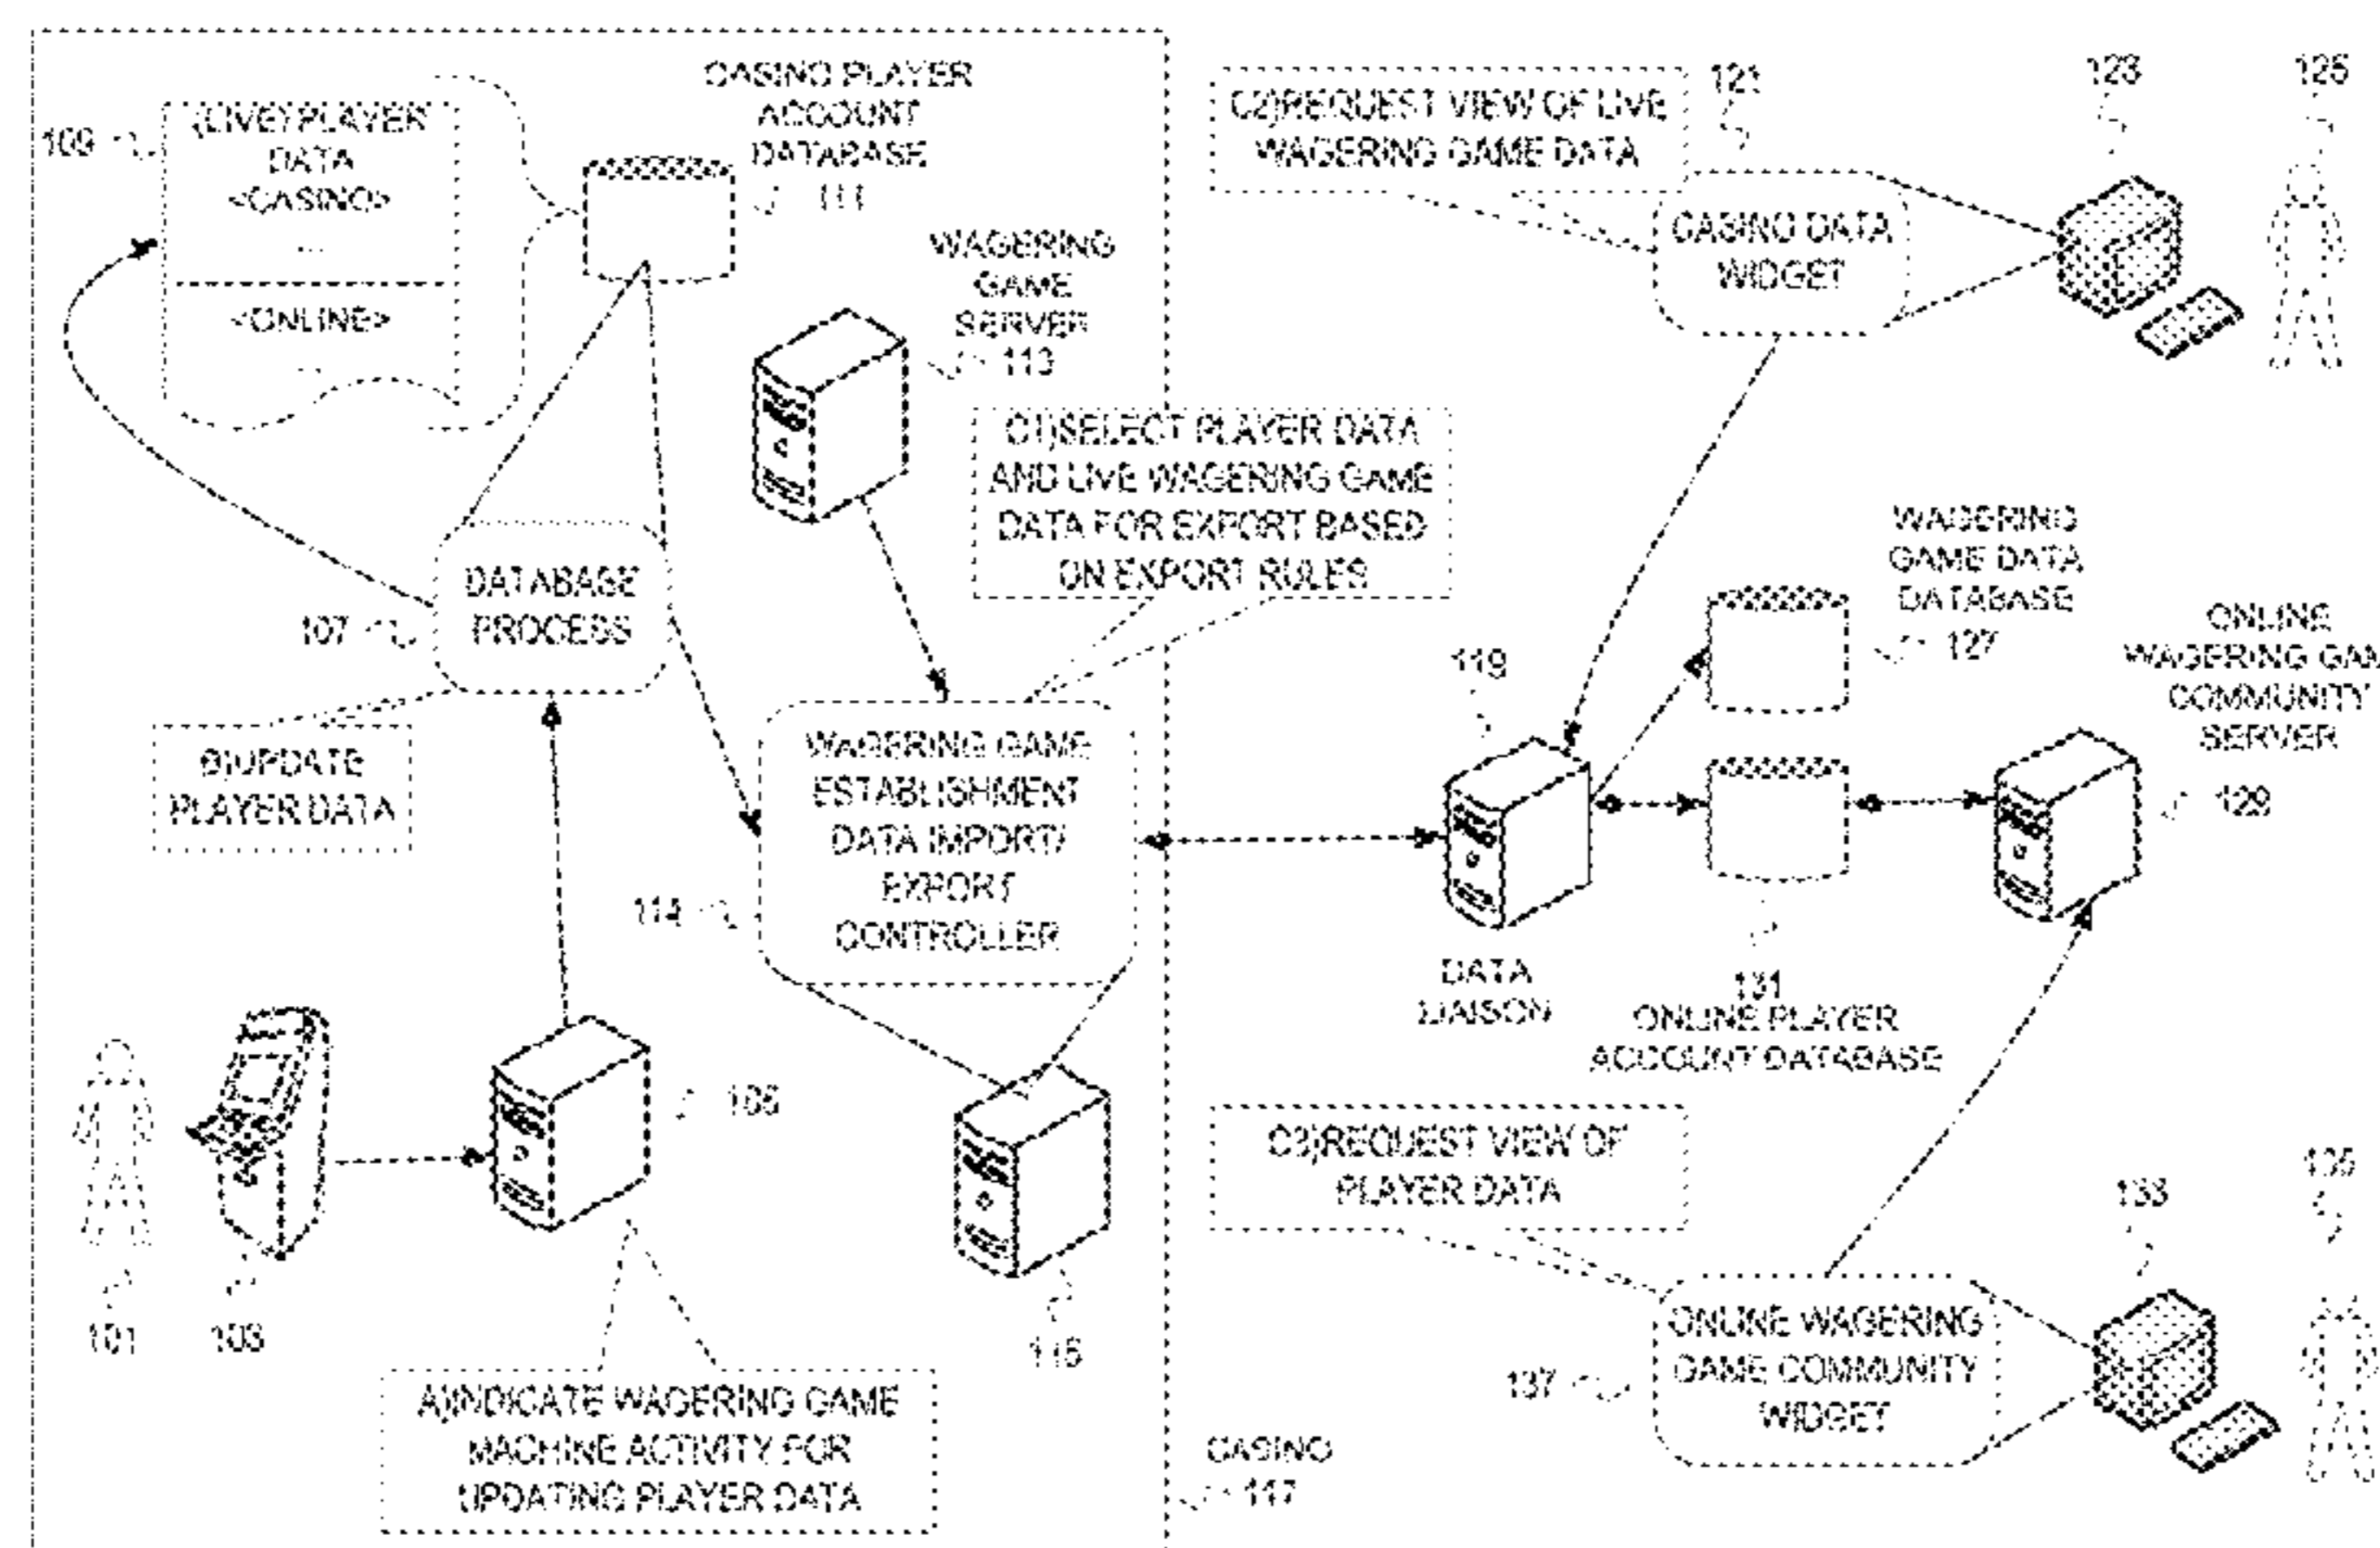 CASINO PLAYER
ACCOUNT
DATABASE
111
109
(LIVE) PLAYER
DATA
<CASINO>
...
<ONLINE>
...
WAGERING
GAME
SERVER
113
C1)SELECT PLAYER DATA
AND LIVE WAGERING GAME
DATA FOR EXPORT BASED
ON EXPORT RULES
DATABASE
PROCESS
107
B)UPDATE
PLAYER DATA
WAGERING GAME
ESTABLISHMENT
DATA IMPORT/
EXPORT
CONTROLLER
114
101
103
105
115
A)INDICATE WAGERING GAME
MACHINE ACTIVITY FOR
UPDATING PLAYER DATA
CASINO
117
C2)REQUEST VIEW OF LIVE
WAGERING GAME DATA
121
123
125
CASINO DATA
WIDGET
WAGERING
GAME DATA
DATABASE
127
119
ONLINE
WAGERING GAM
COMMUNITY
SERVER
129
DATA
LIAISON
131
ONLINE PLAYER
ACCOUNT DATABASE
C3)REQUEST VIEW OF
PLAYER DATA
133
135
ONLINE WAGERING
GAME COMMUNITY
WIDGET
137